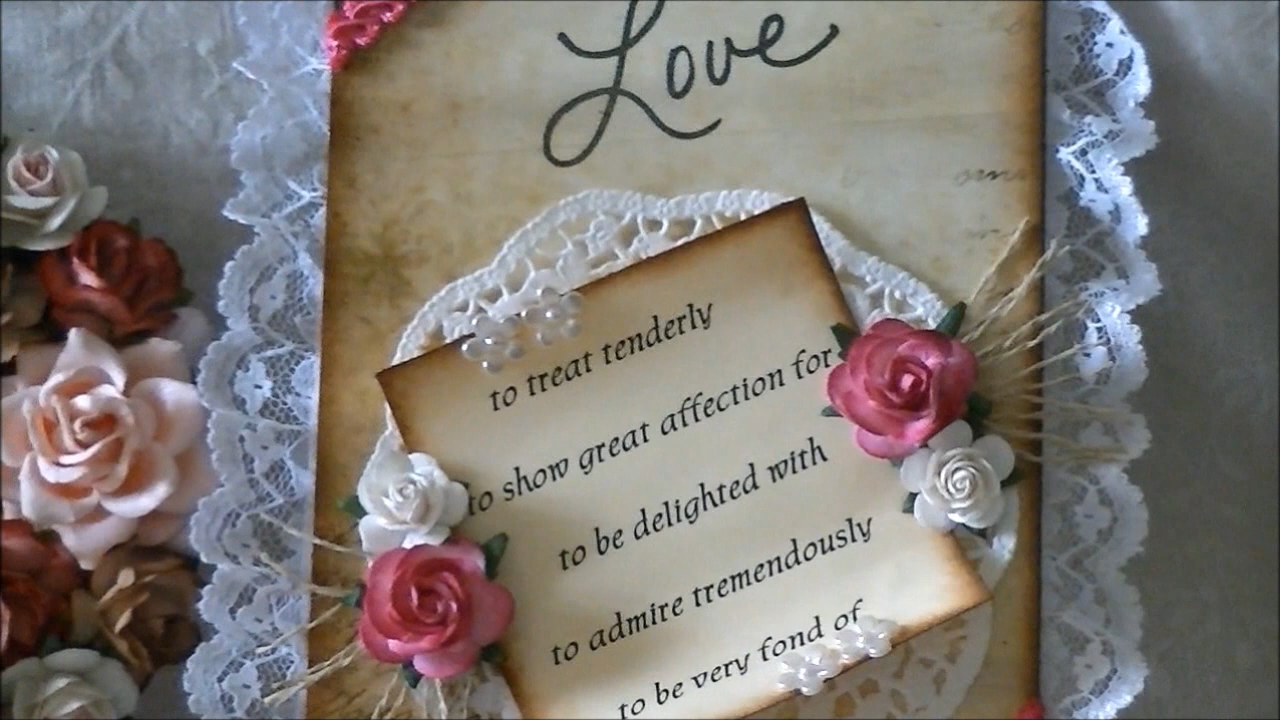 Love
to treat tenderly
to show great affection for
to be delighted with
to admire tremendously
to be very fond of